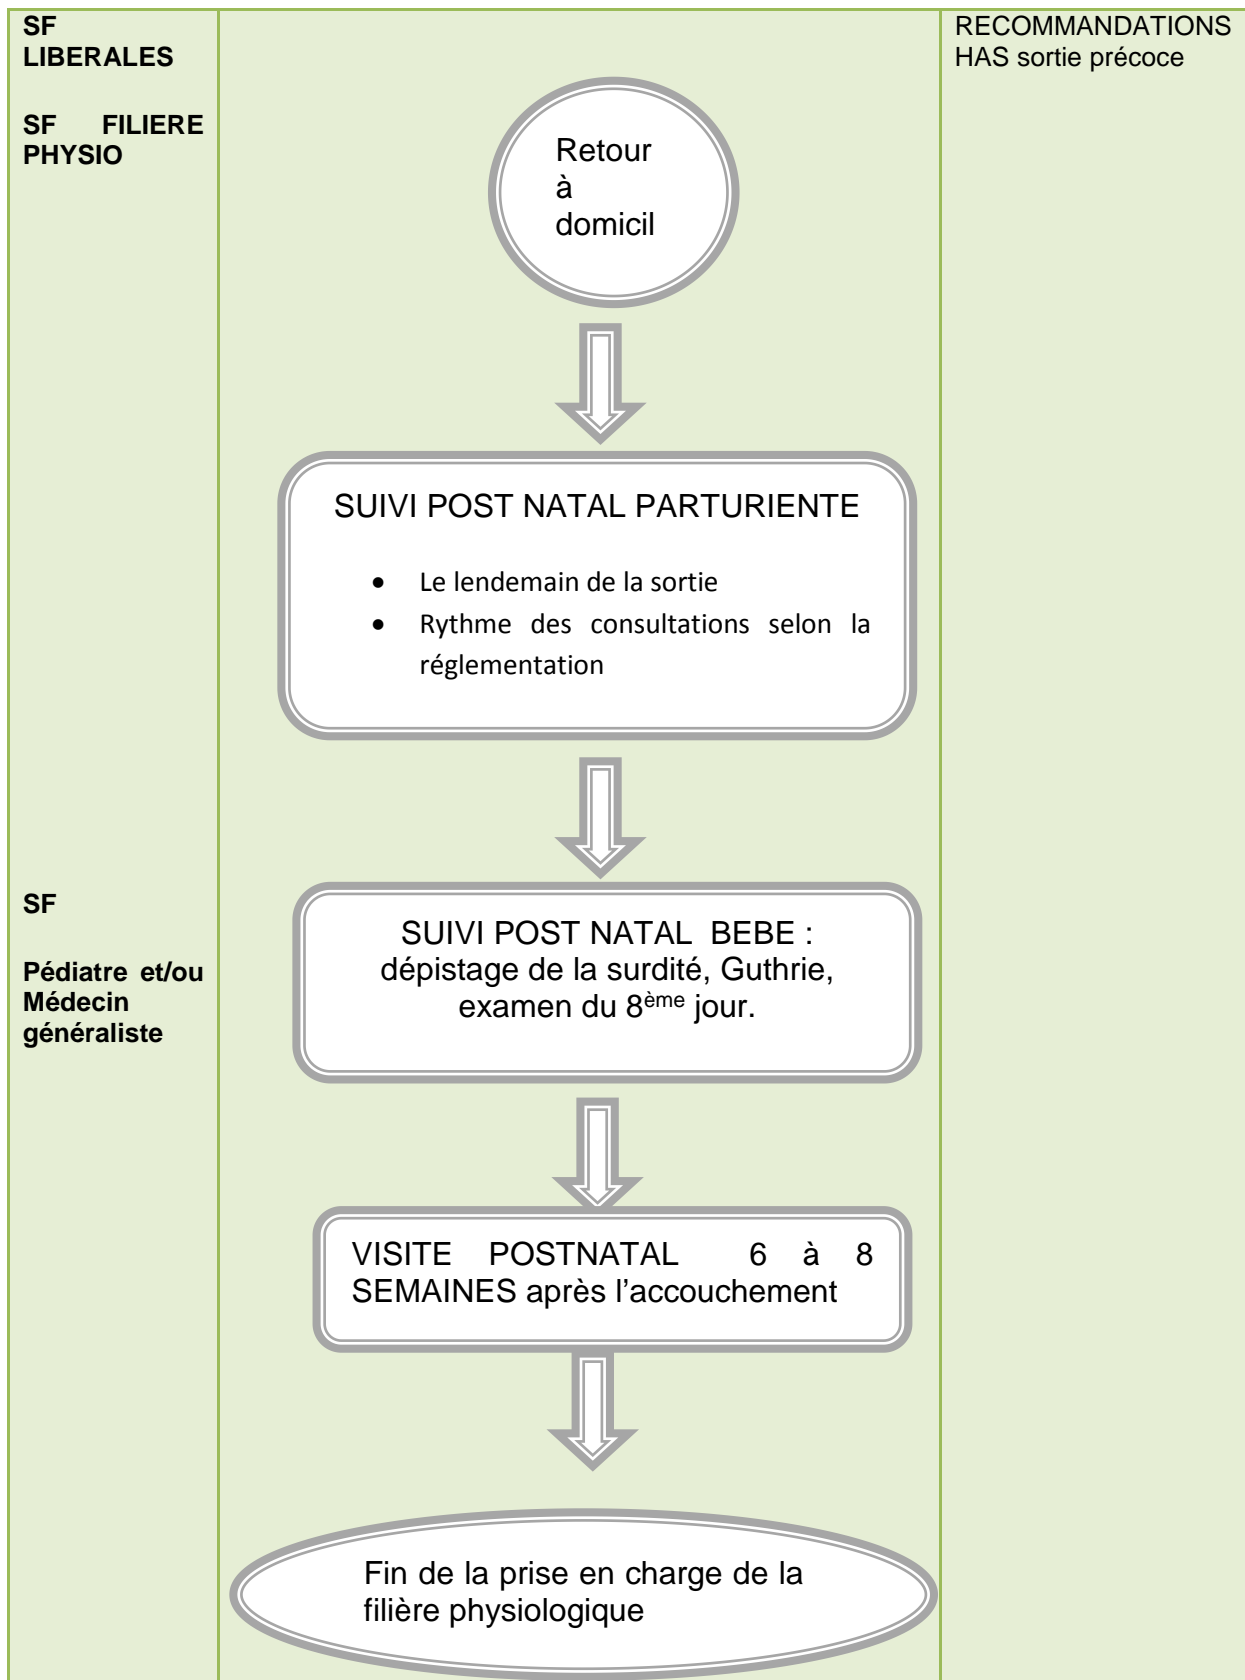 SF
LIBERALES
SF FILIERE
PHYSIO
RECOMMANDATIONS
HAS sortie précoce
Retour
à
domicil
SUIVI POST NATAL PARTURIENTE
• Le lendemain de la sortie
• Rythme des consultations selon la
réglementation
SF
Pédiatre et/ou
Médecin
généraliste
SUIVI POST NATAL BEBE :
dépistage de la surdité, Guthrie,
examen du 8ème jour.
VISITE POSTNATAL 6 à 8
SEMAINES après l’accouchement
Fin de la prise en charge de la
filière physiologique